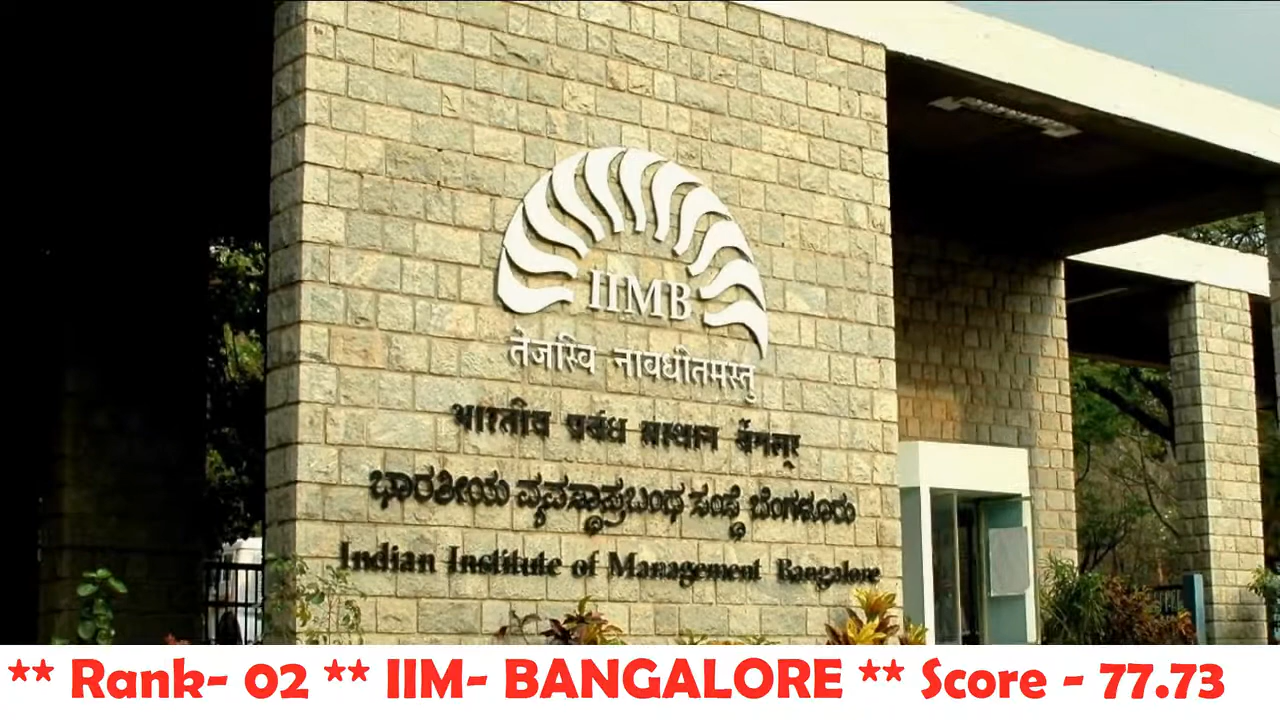 IIMB
तेजस्वि नावधीतमस्तु
भारतीय प्रबंध संस्थान बेंगलूर
ಭಾರತೀಯ ವ್ಯವಸ್ಥಾಪ್ರಬಂಧ ಸಂಸ್ಥೆ ಬೆಂಗಳೂರು
Indian Institute of Management Bangalore
** Rank- 02 ** IIM- BANGALORE ** Score - 77.73